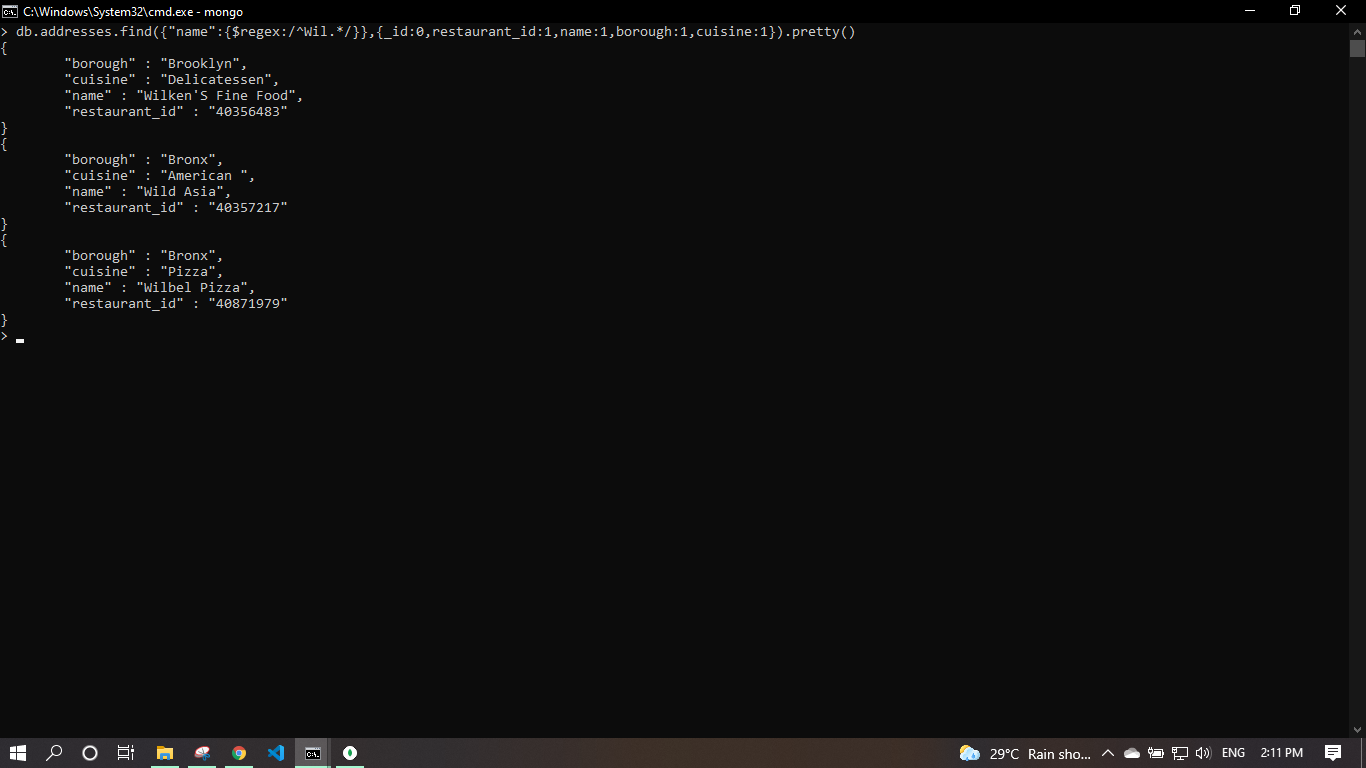 C:\Windows\System32\cmd.exe - mongo
> db.addresses.find({"name":{$regex:/^Wil.*/}},{_id:0,restaurant_id:1,name:1,borough:1,cuisine:1}).pretty()
{
        "borough" : "Brooklyn",
        "cuisine" : "Delicatessen",
        "name" : "Wilken'S Fine Food",
        "restaurant_id" : "40356483"
}
{
        "borough" : "Bronx",
        "cuisine" : "American ",
        "name" : "Wild Asia",
        "restaurant_id" : "40357217"
}
{
        "borough" : "Bronx",
        "cuisine" : "Pizza",
        "name" : "Wilbel Pizza",
        "restaurant_id" : "40871979"
}
>
29°C Rain sho... ENG 2:11 PM